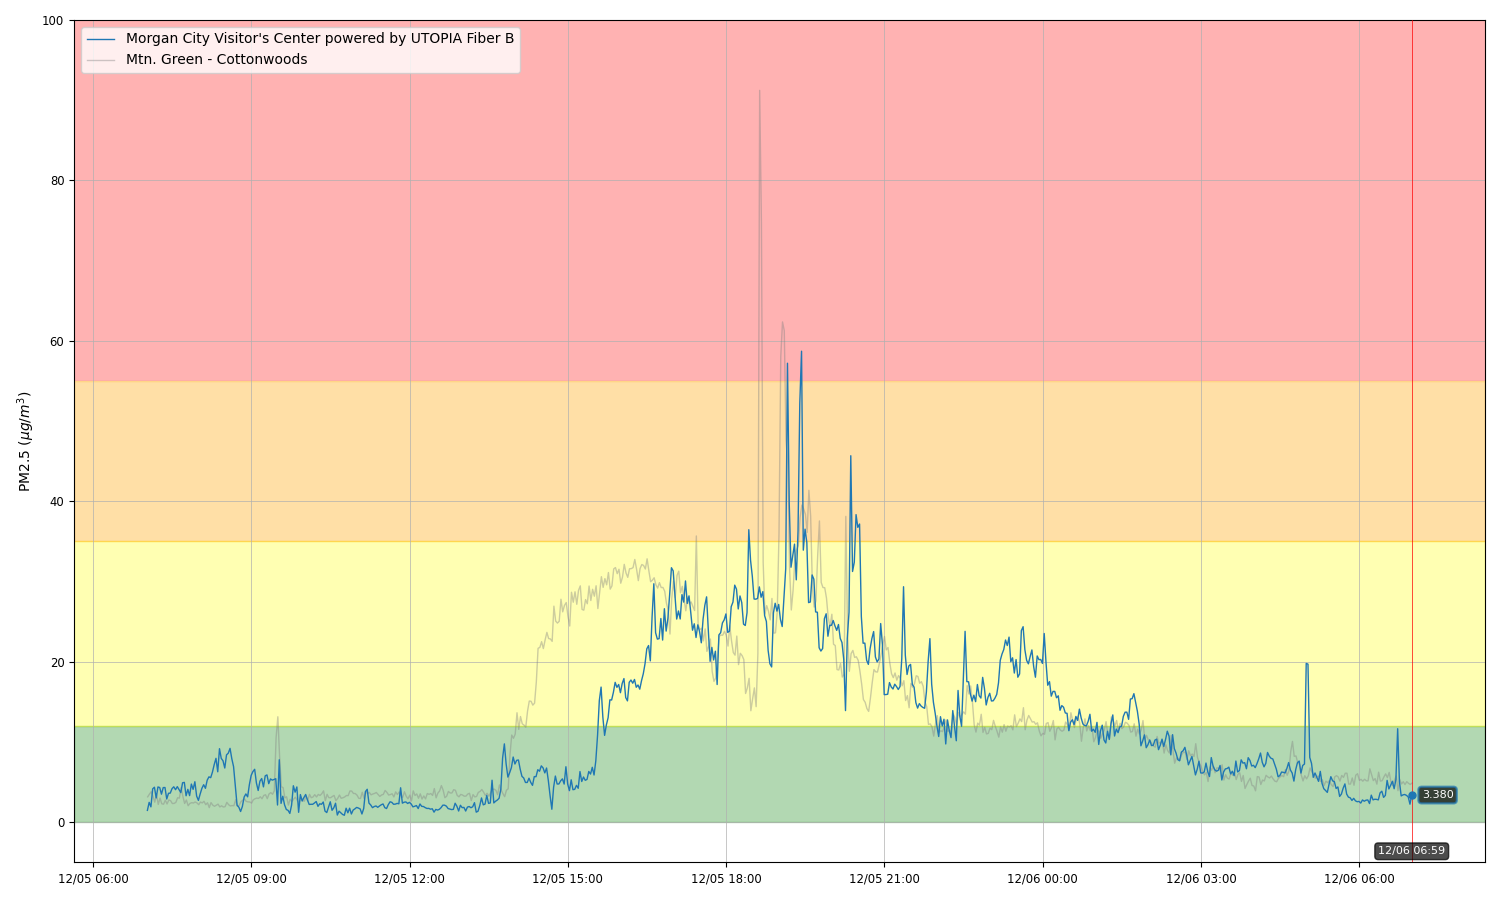 100
Morgan City Visitor's Center powered by UTOPIA Fiber B
Mtn. Green - Cottonwoods
80
60
40
20
0
PM2.5 (μg/m³)
3.380
12/06 06:59
12/05 06:00 12/05 09:00 12/05 12:00 12/05 15:00 12/05 18:00 12/05 21:00 12/06 00:00 12/06 03:00 12/06 06:00